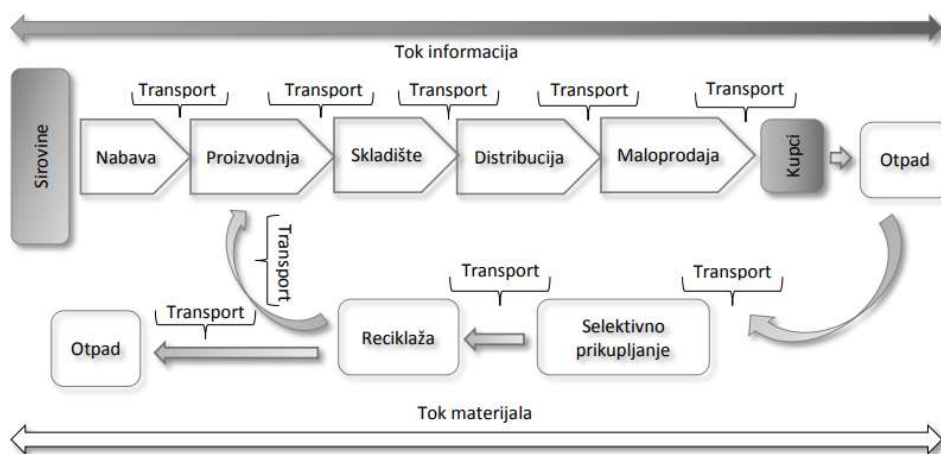 Tok informacija
Transport
Transport
Transport
Transport
Transport
Sirovine
Nabava
Proizvodnja
Skladište
Distribucija
Maloprodaja
Kupci
Otpad
Transport
Transport
Transport
Transport
Otpad
Reciklaža
Selektivno
prikupljanje
Tok materijala